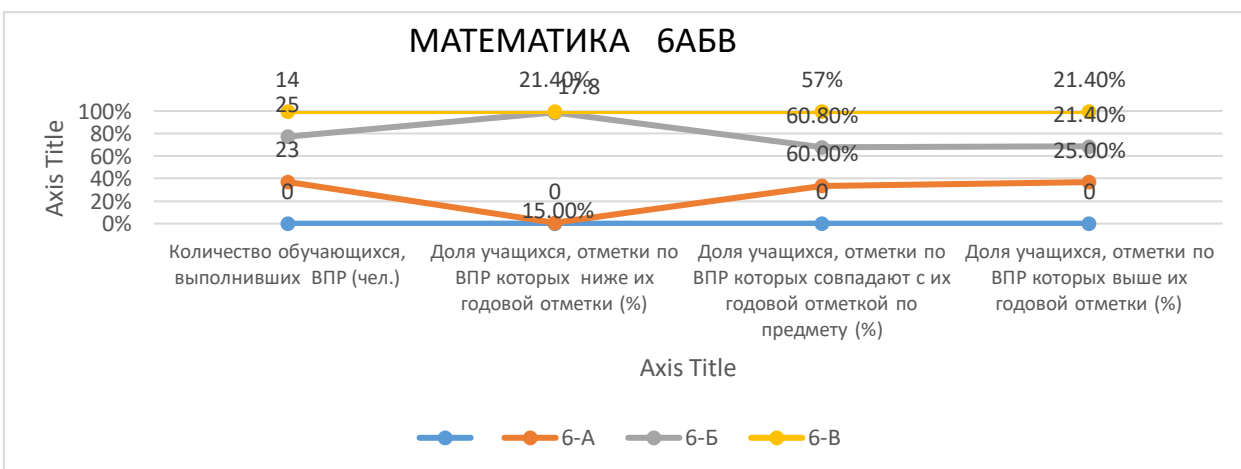 МАТЕМАТИКА 6АБВ
14 21.40% 57% 21.40%
25 17.8 60.80% 21.40%
23 15.00% 60.00% 25.00%
0 0 0 0
100%
80%
60%
40%
20%
0%
Axis Title
Количество обучающихся,
выполнивших ВПР (чел.)
Доля учащихся, отметки по
ВПР которых ниже их
годовой отметки (%)
Доля учащихся, отметки по
ВПР которых совпадают с их
годовой отметкой по
предмету (%)
Доля учащихся, отметки по
ВПР которых выше их
годовой отметки (%)
Axis Title
6-А 6-Б 6-В